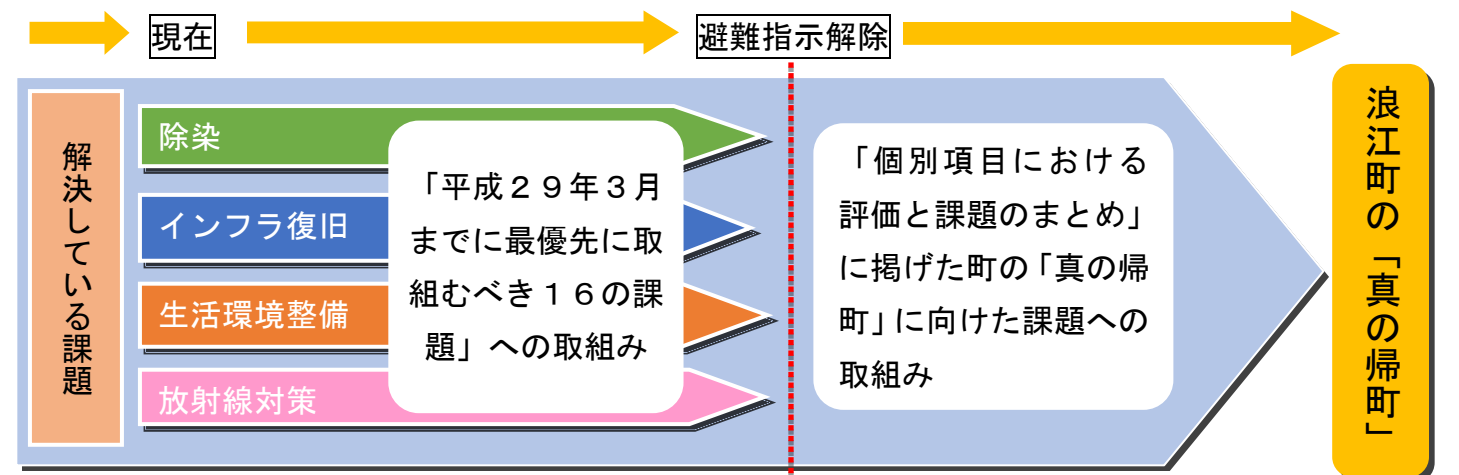 現在
避難指示解除
解決している課題
除染
インフラ復旧
生活環境整備
放射線対策
「平成２９年３月
までに最優先に取
組むべき１６の課
題」への取組み
「個別項目における
評価と課題のまとめ」
に掲げた町の「真の帰
町」に向けた課題への
取組み
浪江町の「真の帰町」